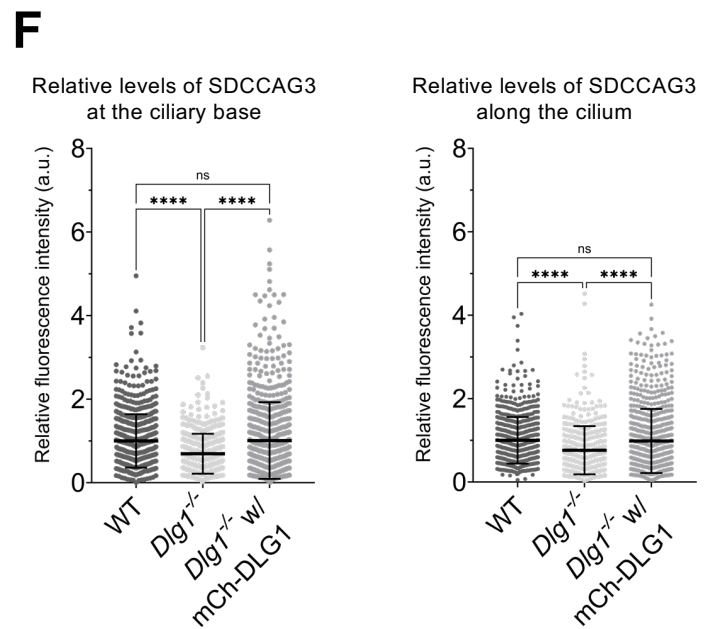 F
Relative levels of SDCCAG3
at the ciliary base
Relative fluorescence intensity (a.u.)
8
6
4
2
0
ns
**** ****
WT
Dlg1-/-
Dlg1-/- w/
mCh-DLG1
Relative levels of SDCCAG3
along the cilium
Relative fluorescence intensity (a.u.)
8
6
4
2
0
ns
**** ****
WT
Dlg1-/-
Dlg1-/- w/
mCh-DLG1